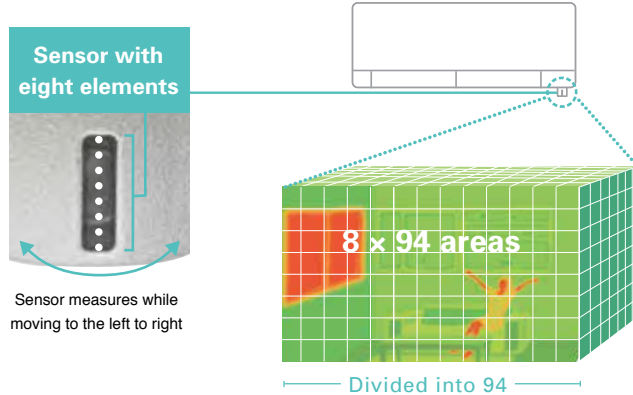 Sensor with
eight elements
8 × 94 areas
Sensor measures while
moving to the left to right
Divided into 94